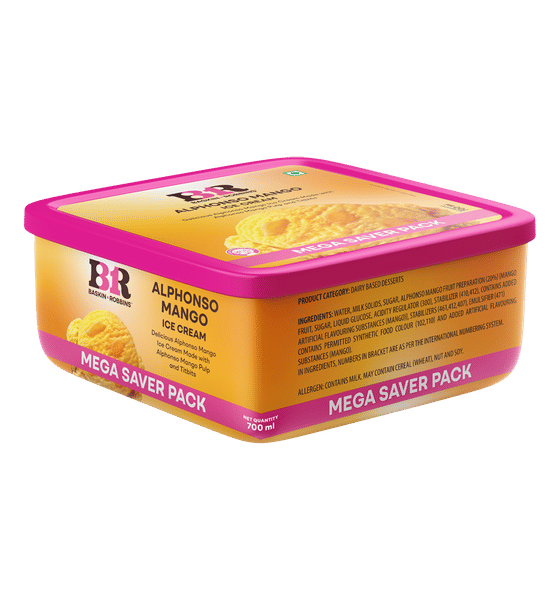 BR
BASKIN·ROBBINS
ALPHONSO MANGO
ICE CREAM
MEGA SAVER PACK
BR
BASKIN·ROBBINS
ALPHONSO
MANGO
ICE CREAM
Delicious Alphonso Mango
Ice Cream Made with
Alphonso Mango Pulp
and Titbits
MEGA SAVER PACK
NET QUANTITY
700 ml
PRODUCT CATEGORY: DAIRY BASED DESSERTS
INGREDIENTS: WATER, MILK SOLIDS, SUGAR, ALPHONSO MANGO FRUIT PREPARATION (20%) (MANGO
FRUIT, SUGAR, LIQUID GLUCOSE, ACIDITY REGULATOR (330), STABILIZER (410,412), CONTAINS ADDED
ARTIFICIAL FLAVOURING SUBSTANCES (MANGO), STABILIZERS (461,412,407), EMULSIFIER (471)
CONTAINS PERMITTED SYNTHETIC FOOD COLOUR (102,110) AND ADDED ARTIFICIAL FLAVOURING
SUBSTANCES (MANGO).
IN INGREDIENTS, NUMBERS IN BRACKET ARE AS PER THE INTERNATIONAL NUMBERING SYSTEM.
ALLERGEN: CONTAINS MILK. MAY CONTAIN CEREAL (WHEAT), NUT AND SOY.
MEGA SAVER PACK